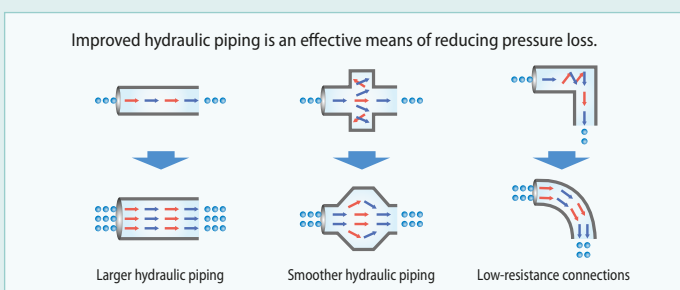 Improved hydraulic piping is an effective means of reducing pressure loss.
Larger hydraulic piping
Smoother hydraulic piping
Low-resistance connections